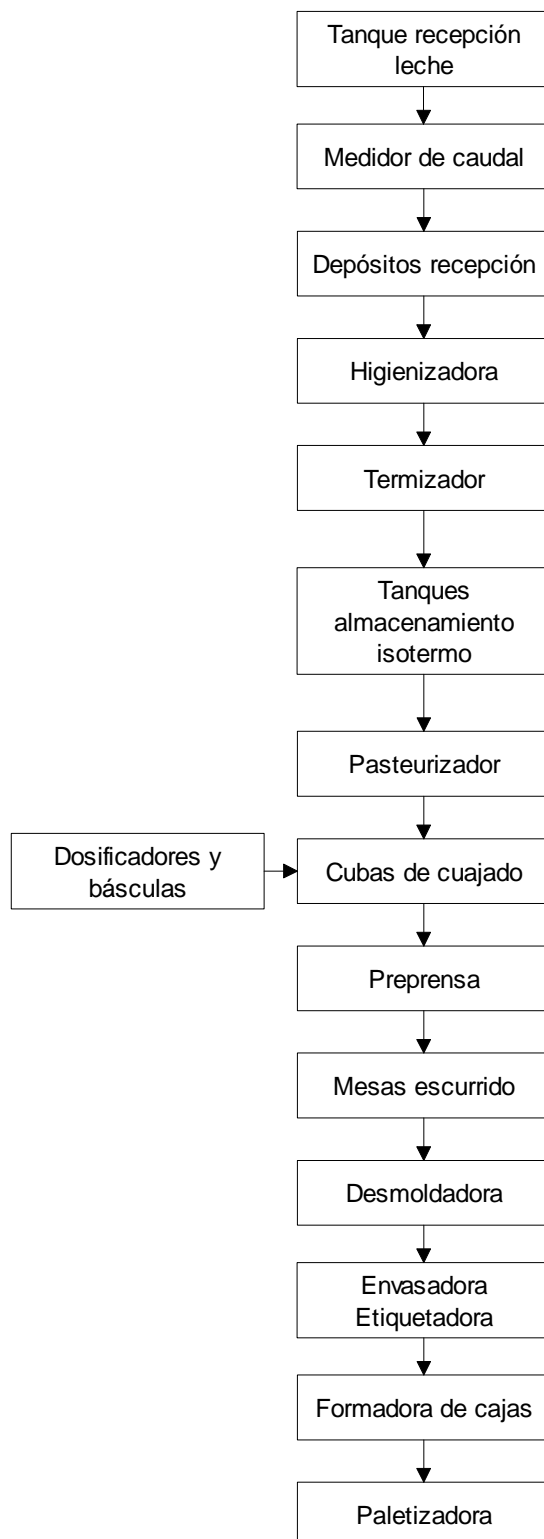 Tanque recepción
leche
Medidor de caudal
Depósitos recepción
Higienizadora
Termizador
Tanques
almacenamiento
isotermo
Pasteurizador
Dosificadores y
básculas
Cubas de cuajado
Preprensa
Mesas escurrido
Desmoldadora
Envasadora
Etiquetadora
Formadora de cajas
Paletizadora